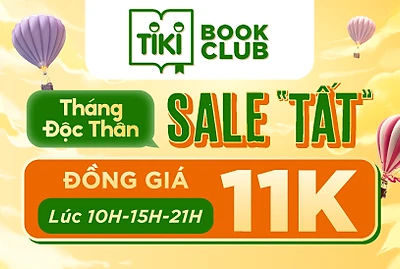 TiKi
BOOK
CLUB
Tháng
Độc Thân
SALE "TẤT"
ĐỒNG GIÁ
11K
Lúc 10H-15H-21H